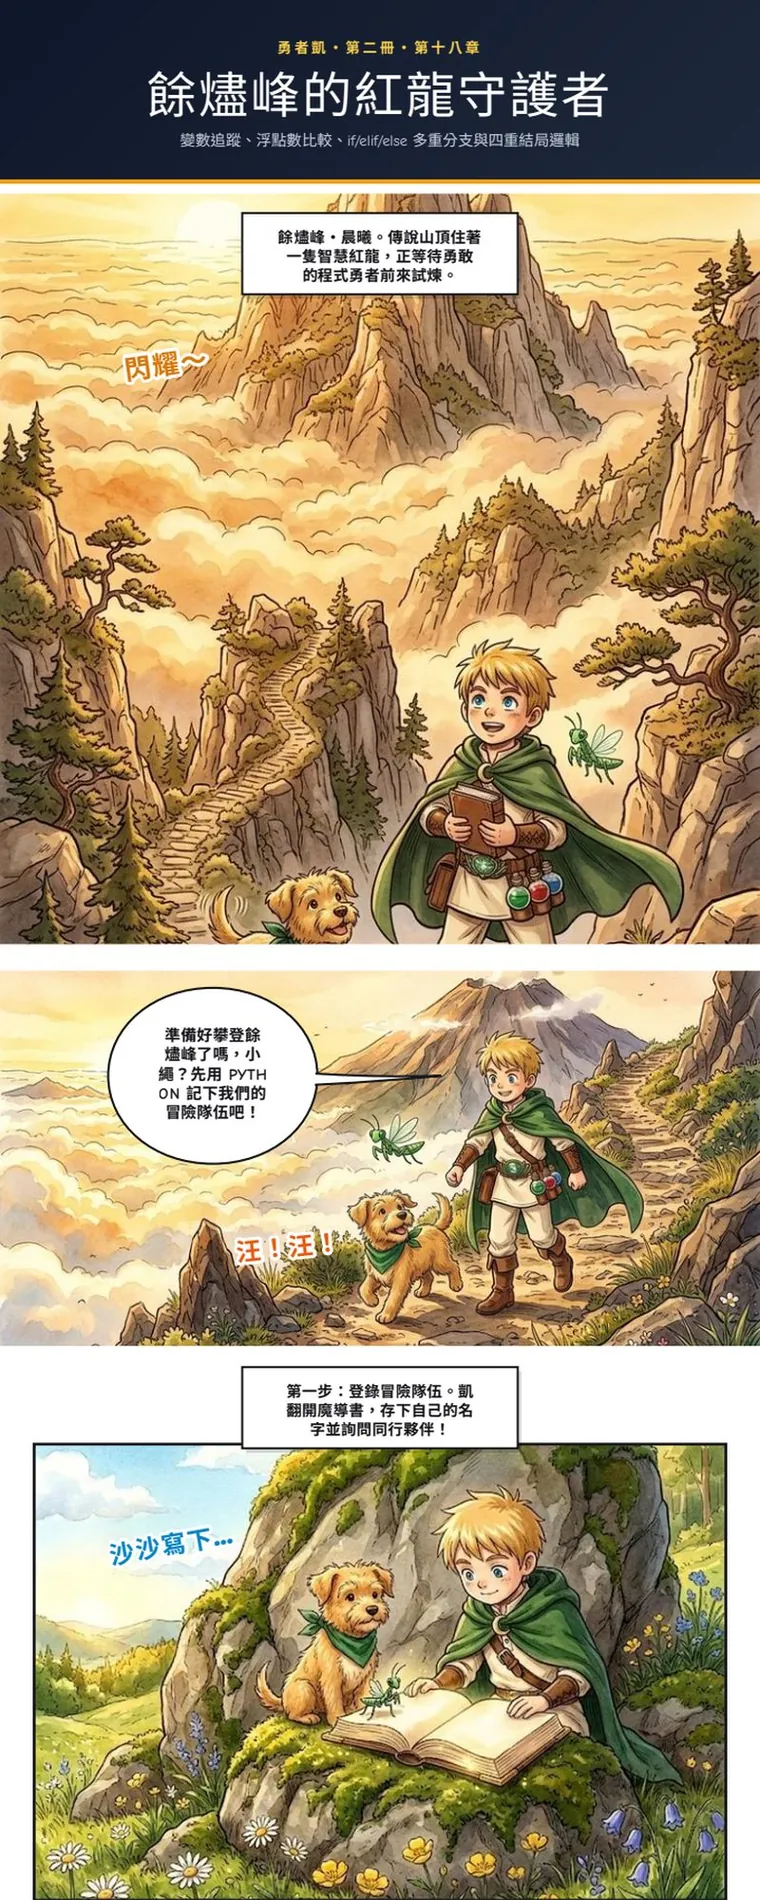 勇者凱・第二冊・第十八章
餘燼峰的紅龍守護者
變數追蹤、浮點數比較、if/elif/else 多重分支與四重結局邏輯
餘燼峰・晨曦。傳說山頂住著
一隻智慧紅龍，正等待勇敢
的程式勇者前來試煉。
閃耀～
準備好攀登餘
燼峰了嗎，小
繩？先用 PYTH
ON 記下我們的
冒險隊伍吧！
汪！汪！
第一步：登錄冒險隊伍。凱
翻開魔導書，存下自己的名
字並詢問同行夥伴！
沙沙寫下...